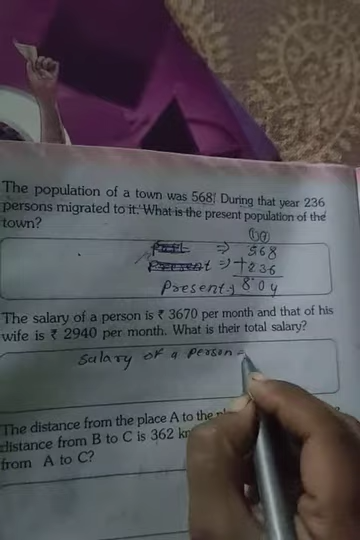 The population of a town was 568. During that year 236
persons migrated to it. What is the present population of the
town?
⇒ 568
⇒ +236
Present ⇒ 804
The salary of a person is ₹ 3670 per month and that of his
wife is ₹ 2940 per month. What is their total salary?
Salary of a person =
The distance from the place A to the
distance from B to C is 362
from A to C?